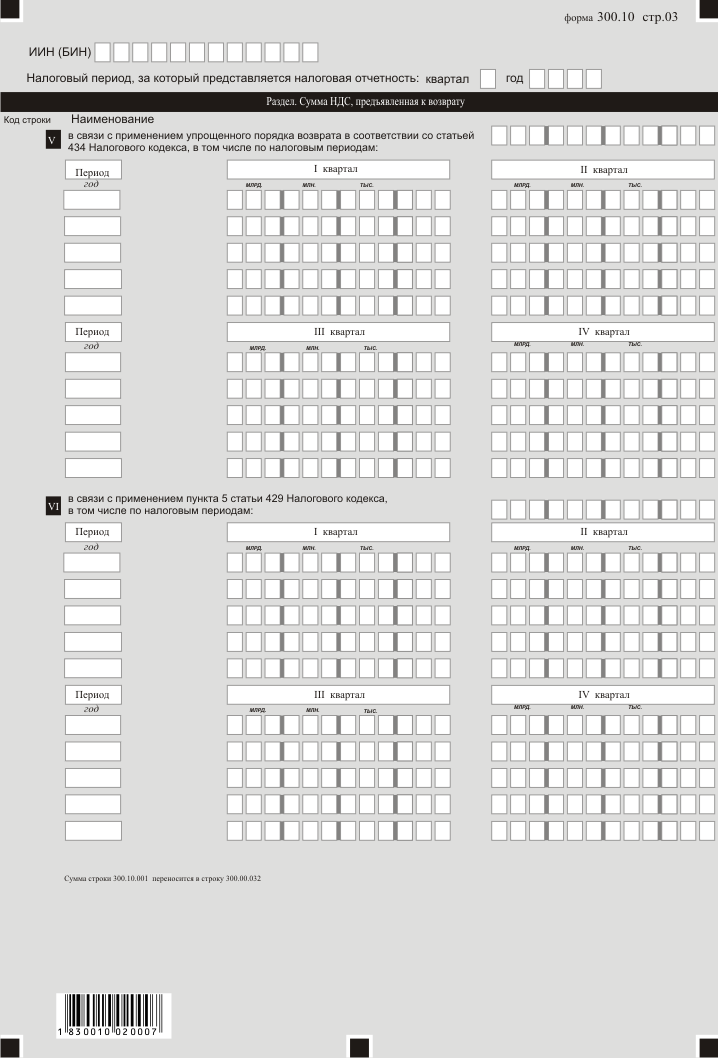 форма 300.10 стр.03
ИИН (БИН)
Налоговый период, за который представляется налоговая отчетность: квартал год
Раздел. Сумма НДС, предъявленная к возврату
Код строки Наименование
V в связи с применением упрощенного порядка возврата в соответствии со статьей
434 Налогового кодекса, в том числе по налоговым периодам:
Период I квартал II квартал
год МЛРД. МЛН. ТЫС. МЛРД. МЛН. ТЫС.
Период III квартал IV квартал
год МЛРД. МЛН. ТЫС. МЛРД. МЛН. ТЫС.
VI в связи с применением пункта 5 статьи 429 Налогового кодекса,
в том числе по налоговым периодам:
Период I квартал II квартал
год МЛРД. МЛН. ТЫС. МЛРД. МЛН. ТЫС.
Период III квартал IV квартал
год МЛРД. МЛН. ТЫС. МЛРД. МЛН. ТЫС.
Сумма строки 300.10.001 переносится в строку 300.00.032
1 830010 020007